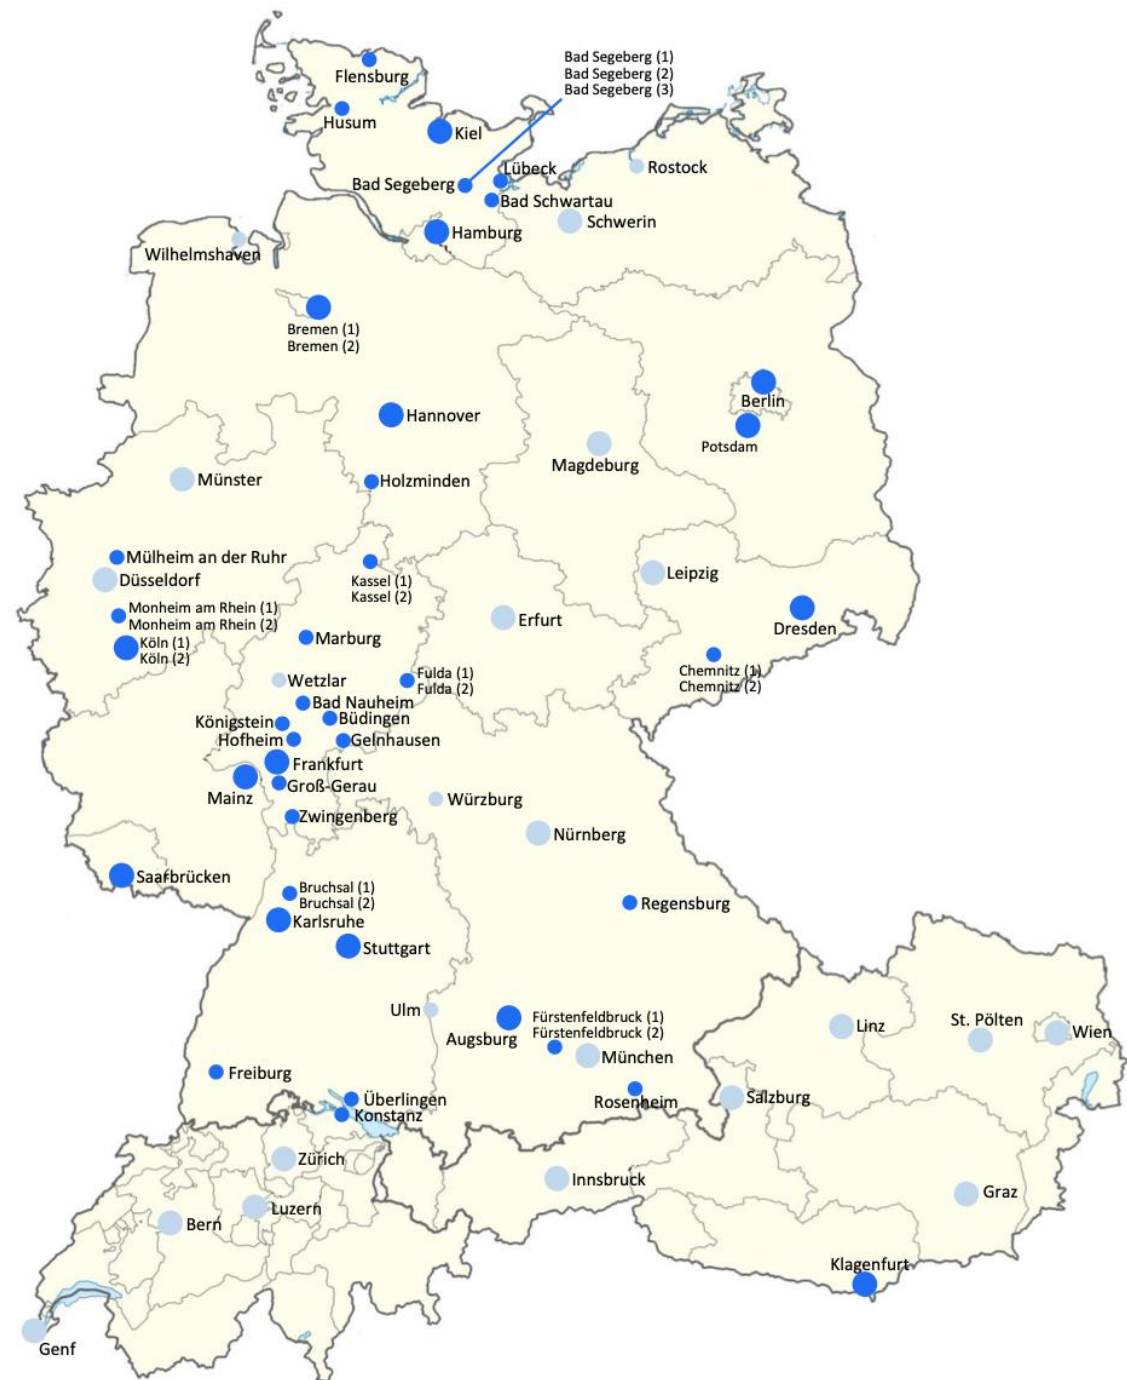 Bad Segeberg (1)
Bad Segeberg (2)
Bad Segeberg (3)
Flensburg
Husum
Kiel
Lübeck
Rostock
Bad Segeberg
Bad Schwartau
Schwerin
Hamburg
Wilhelmshaven
Bremen (1)
Bremen (2)
Berlin
Hannover
Potsdam
Magdeburg
Münster
Holzminden
Mülheim an der Ruhr
Düsseldorf
Kassel (1)
Kassel (2)
Leipzig
Monheim am Rhein (1)
Monheim am Rhein (2)
Erfurt
Dresden
Köln (1)
Köln (2)
Marburg
Chemnitz (1)
Chemnitz (2)
Wetzlar
Fulda (1)
Fulda (2)
Bad Nauheim
Büdingen
Königstein
Hofheim
Gelnhausen
Frankfurt
Groß-Gerau
Mainz
Würzburg
Zwingenberg
Nürnberg
Saarbrücken
Bruchsal (1)
Bruchsal (2)
Regensburg
Karlsruhe
Stuttgart
Ulm
Augsburg
Fürstenfeldbruck (1)
Fürstenfeldbruck (2)
München
Linz
St. Pölten
Wien
Freiburg
Überlingen
Konstanz
Rosenheim
Salzburg
Zürich
Innsbruck
Luzern
Bern
Graz
Klagenfurt
Genf